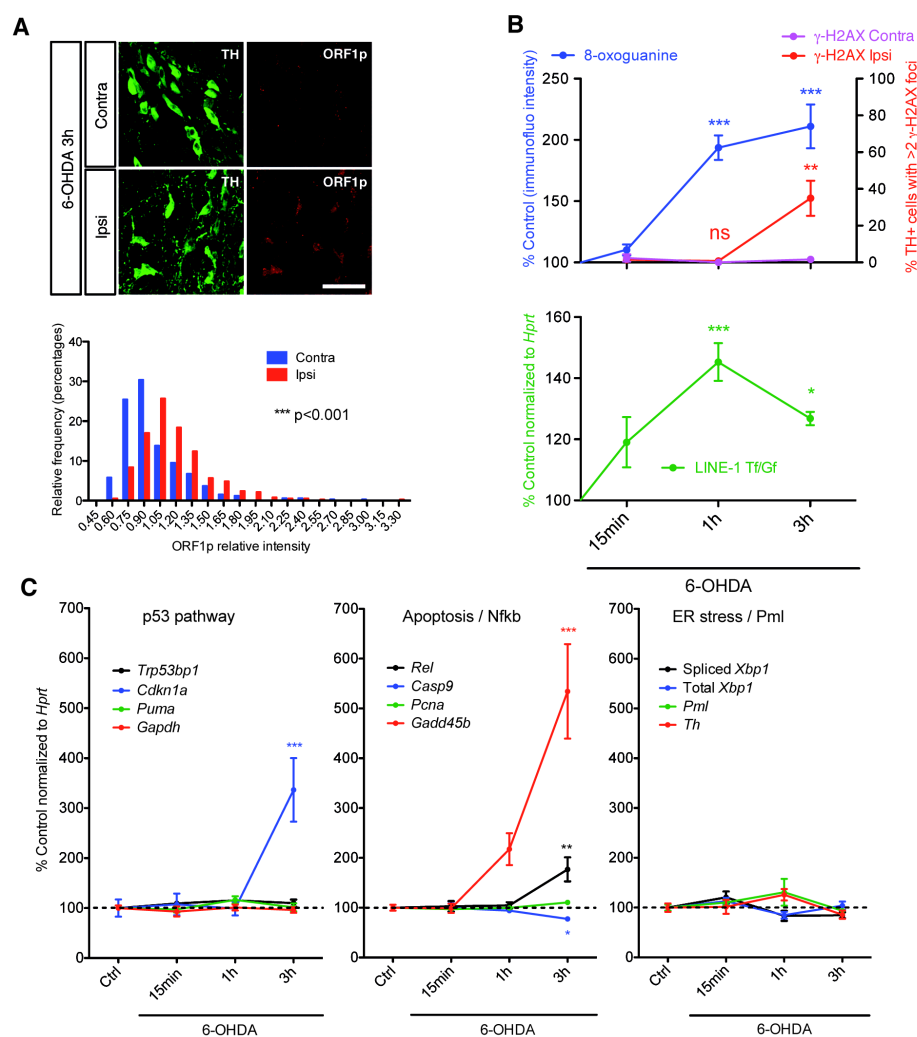 A
6-OHDA 3h
Contra
Ipsi
TH
ORF1p
TH
ORF1p
Relative frequency (percentages)
40
30
20
10
0
Contra
Ipsi
*** p<0.001
0.45
0.60
0.75
0.90
1.05
1.20
1.35
1.50
1.65
1.80
1.95
2.10
2.25
2.40
2.55
2.70
2.85
3.00
3.15
3.30
ORF1p relative intensity
B
8-oxoguanine
γ-H2AX Contra
γ-H2AX Ipsi
% Control (immunofluo intensity)
250
200
150
100
***
***
**
ns
100
80
60
40
20
0
% TH+ cells with >2 γ-H2AX foci
% Control normalized to Hprt
160
140
120
100
***
*
LINE-1 Tf/Gf
15min
1h
3h
6-OHDA
C
% Control normalized to Hprt
700
600
500
400
300
200
100
0
p53 pathway
Trp53bp1
Cdkn1a
Puma
Gapdh
***
Ctrl
15min
1h
3h
6-OHDA
700
600
500
400
300
200
100
0
Apoptosis / Nfkb
Rel
Casp9
Pcna
Gadd45b
***
**
*
Ctrl
15min
1h
3h
6-OHDA
700
600
500
400
300
200
100
0
ER stress / Pml
Spliced Xbp1
Total Xbp1
Pml
Th
Ctrl
15min
1h
3h
6-OHDA